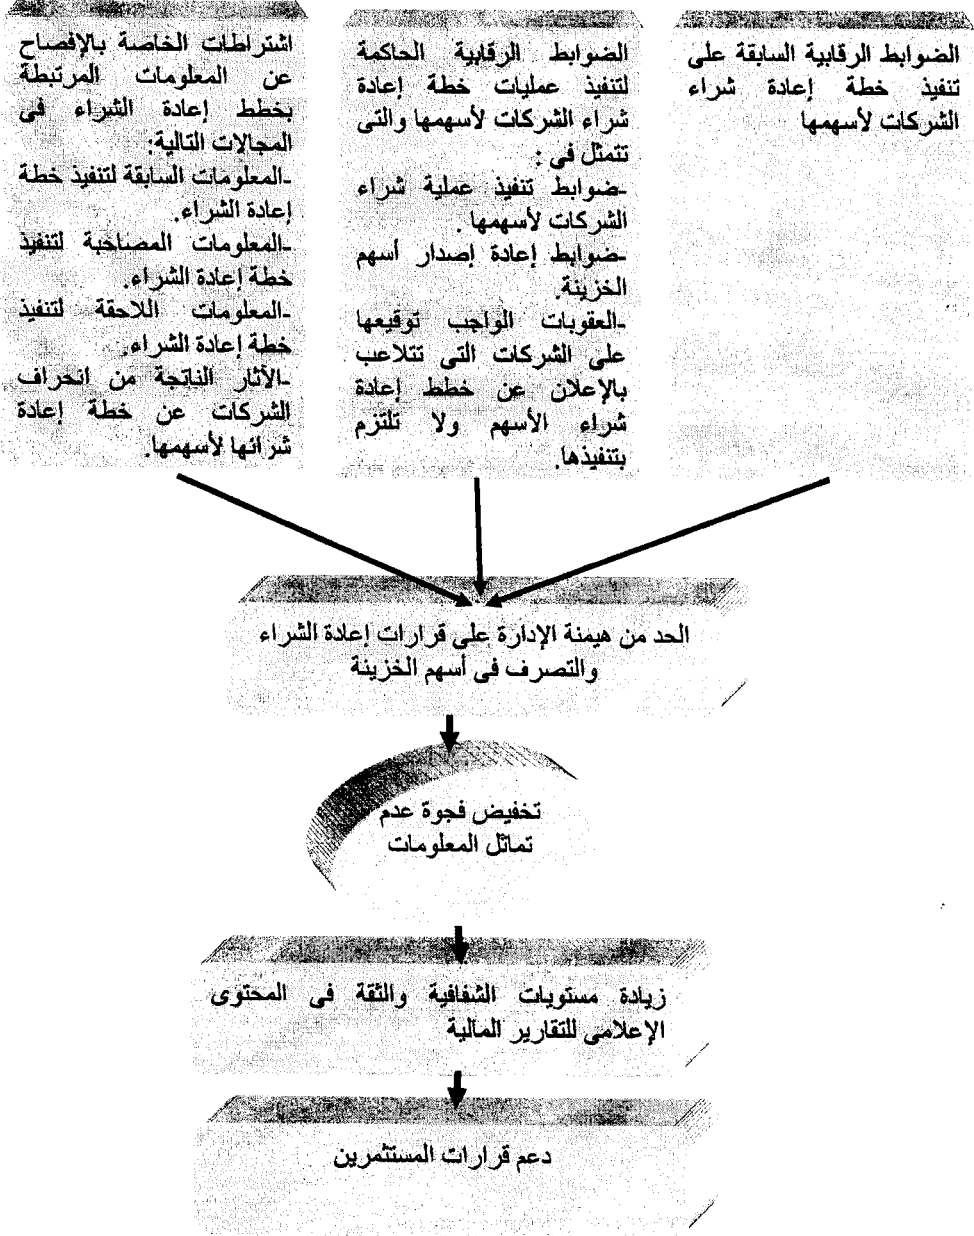 الضوابط الرقابية السابقة على
تنفيذ خطة إعادة شراء
الشركات لأسهمها
الضوابط الرقابية الحاكمة
لتنفيذ عمليات خطة إعادة
شراء الشركات لأسهمها والتى
تتمثل فى :
-ضوابط تنفيذ عملية شراء
الشركات لأسهمها .
-ضوابط إعادة إصدار أسهم
الخزينة.
-العقوبات الواجب توقيعها
على الشركات التى تتلاعب
بالإعلان عن خطط إعادة
شراء الأسهم ولا تلتزم
بتنفيذها.
اشتراطات الخاصة بالإفصاح
عن المعلومات المرتبطة
بخطط إعادة الشراء فى
المجالات التالية:
-المعلومات السابقة لتنفيذ خطة
إعادة الشراء.
-المعلومات المصاحبة لتنفيذ
خطة إعادة الشراء.
-المعلومات اللاحقة لتنفيذ
خطة إعادة الشراء.
-الآثار الناتجة من انحراف
الشركات عن خطة إعادة
شرائها لأسهمها.
الحد من هيمنة الإدارة على قرارات إعادة الشراء
والتصرف فى أسهم الخزينة
تخفيض فجوة عدم
تماثل المعلومات
زيادة مستويات الشفافية والثقة فى المحتوى
الإعلامى للتقارير المالية
دعم قرارات المستثمرين